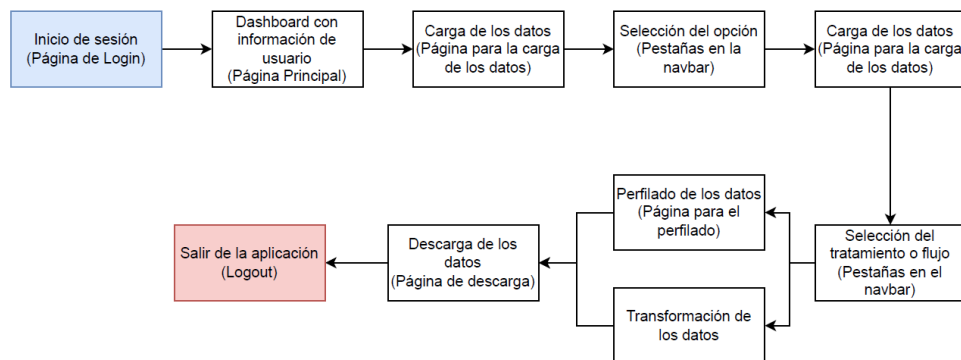 Inicio de sesión
(Página de Login)
Dashboard con
información de
usuario
(Página Principal)
Carga de los datos
(Página para la carga
de los datos)
Selección del opción
(Pestañas en la
navbar)
Carga de los datos
(Página para la carga
de los datos)
Selección del
tratamiento o flujo
(Pestañas en el
navbar)
Perfilado de los datos
(Página para el
perfilado)
Transformación de
los datos
Descarga de los
datos
(Página de descarga)
Salir de la aplicación
(Logout)